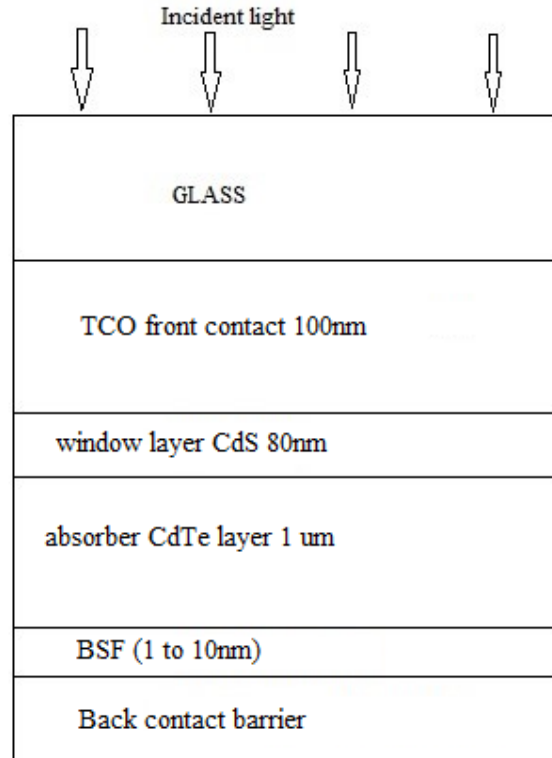 Incident light
GLASS
TCO front contact 100nm
window layer CdS 80nm
absorber CdTe layer 1 um
BSF (1 to 10nm)
Back contact barrier